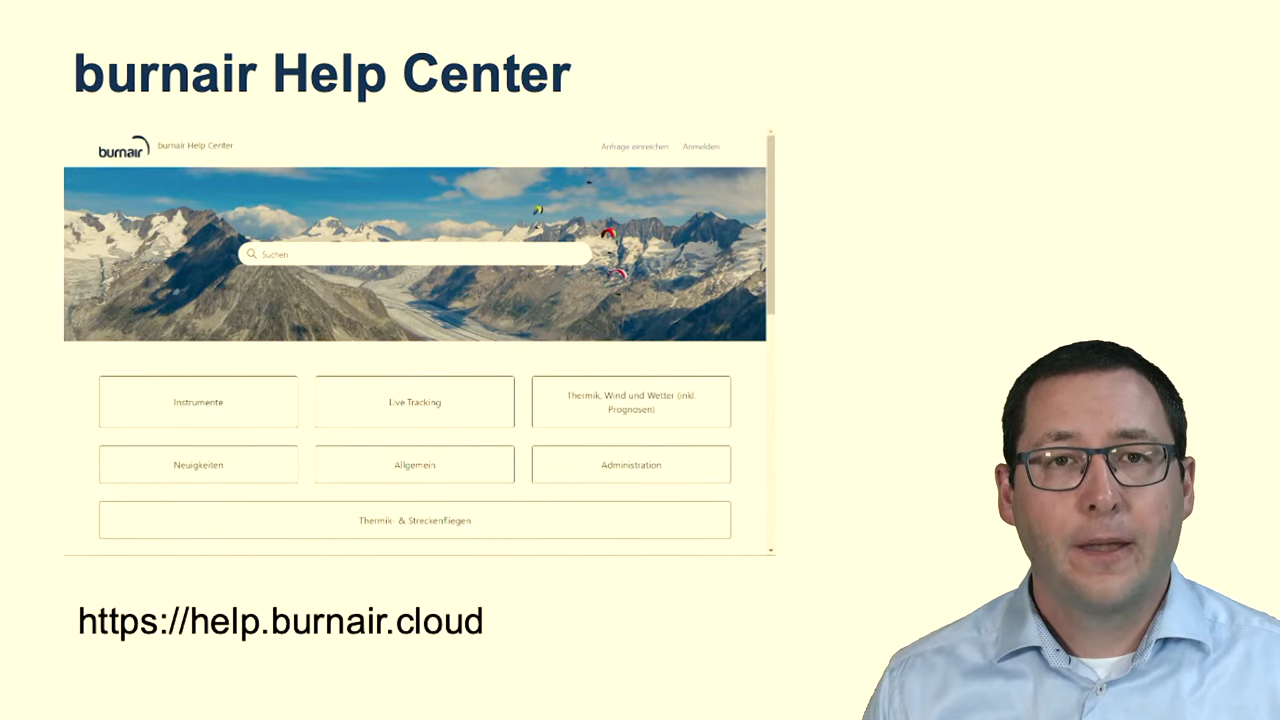 burnair Help Center
burnair
burnair Help Center
Anfrage einreichen
Anmelden
Suchen
Instrumente
Live Tracking
Thermik, Wind und Wetter (inkl.
Prognosen)
Neuigkeiten
Allgemein
Administration
Thermik- & Streckenfliegen
https://help.burnair.cloud